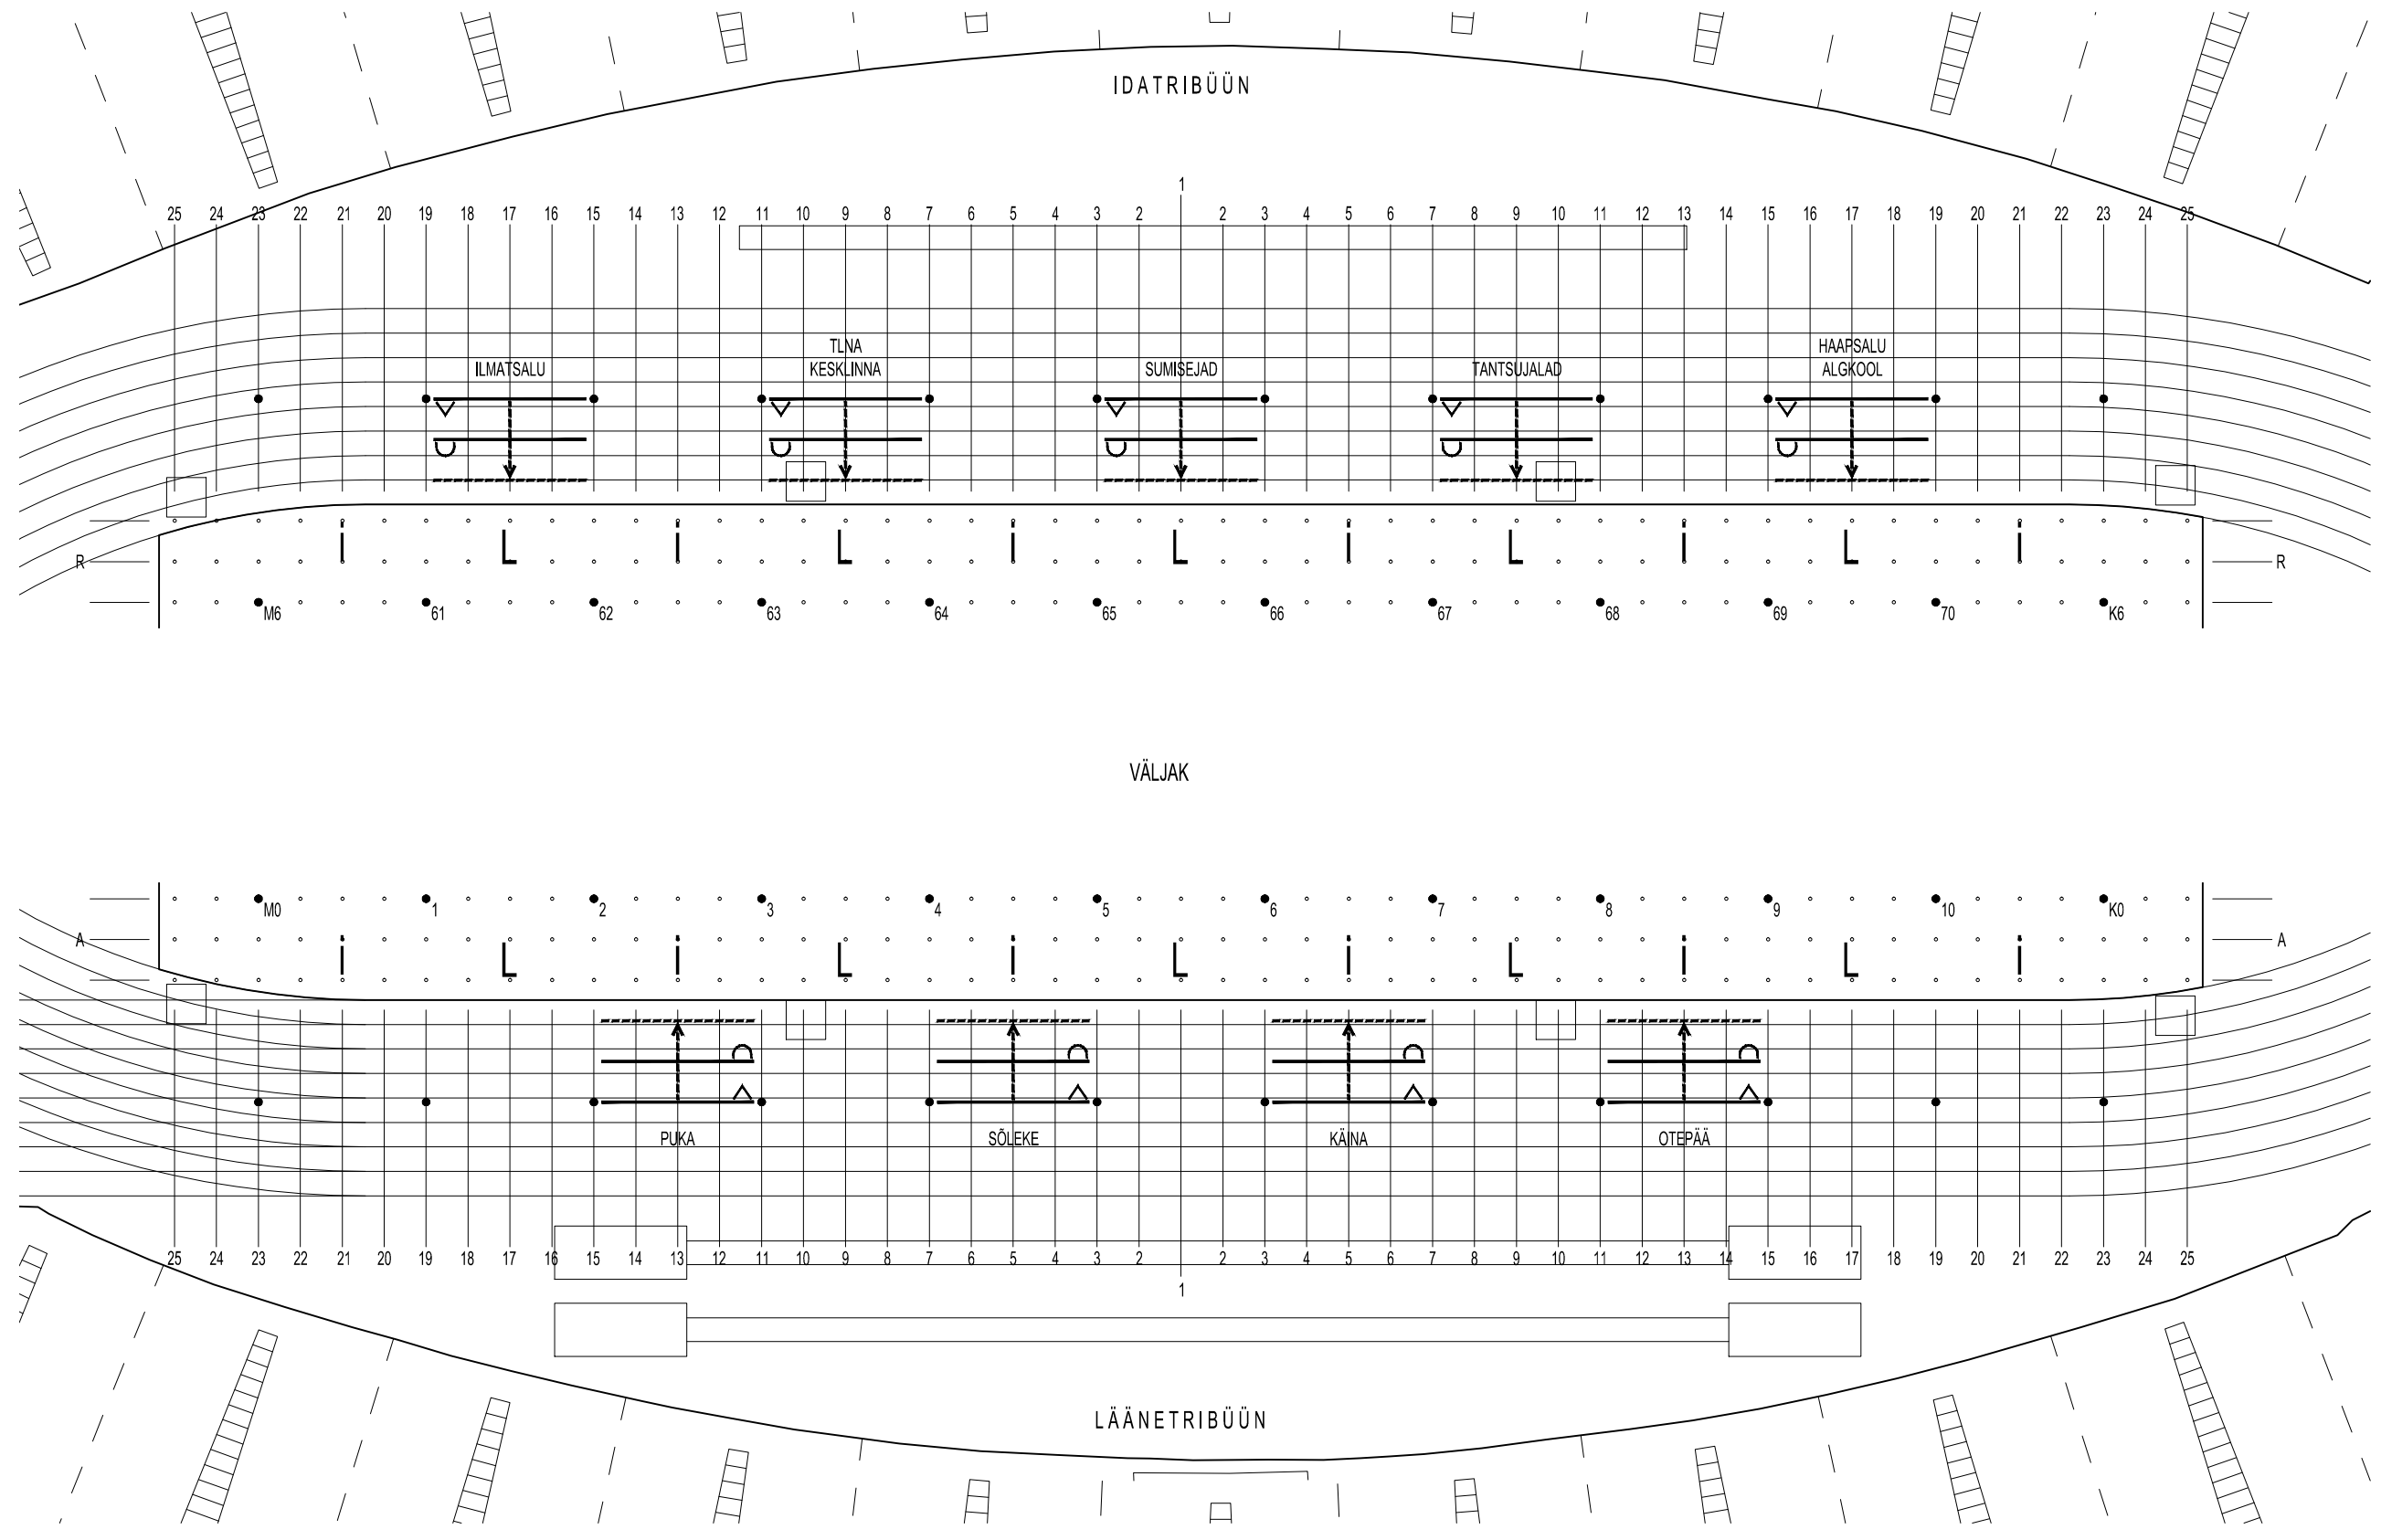 IDATRIBÜÜN
1
25 24 23 22 21 20 19 18 17 16 15 14 13 12 11 10 9 8 7 6 5 4 3 2 2 3 4 5 6 7 8 9 10 11 12 13 14 15 16 17 18 19 20 21 22 23 24 25
TLNA HAAPSALU
ILMATSALU KESKLINNA SUMISEJAD TANTSUJALAD ALGKOOL
i L i L i L i L i L i
R R
M6 61 62 63 64 65 66 67 68 69 70 K6
VÄLJAK
M0 1 2 3 4 5 6 7 8 9 10 K0
A A
i L i L i L i L i L i
PUKA SÕLEKE KÄINA OTEPÄÄ
25 24 23 22 21 20 19 18 17 16 15 14 13 12 11 10 9 8 7 6 5 4 3 2 2 3 4 5 6 7 8 9 10 11 12 13 14 15 16 17 18 19 20 21 22 23 24 25
1
LÄÄNETRIBÜÜN